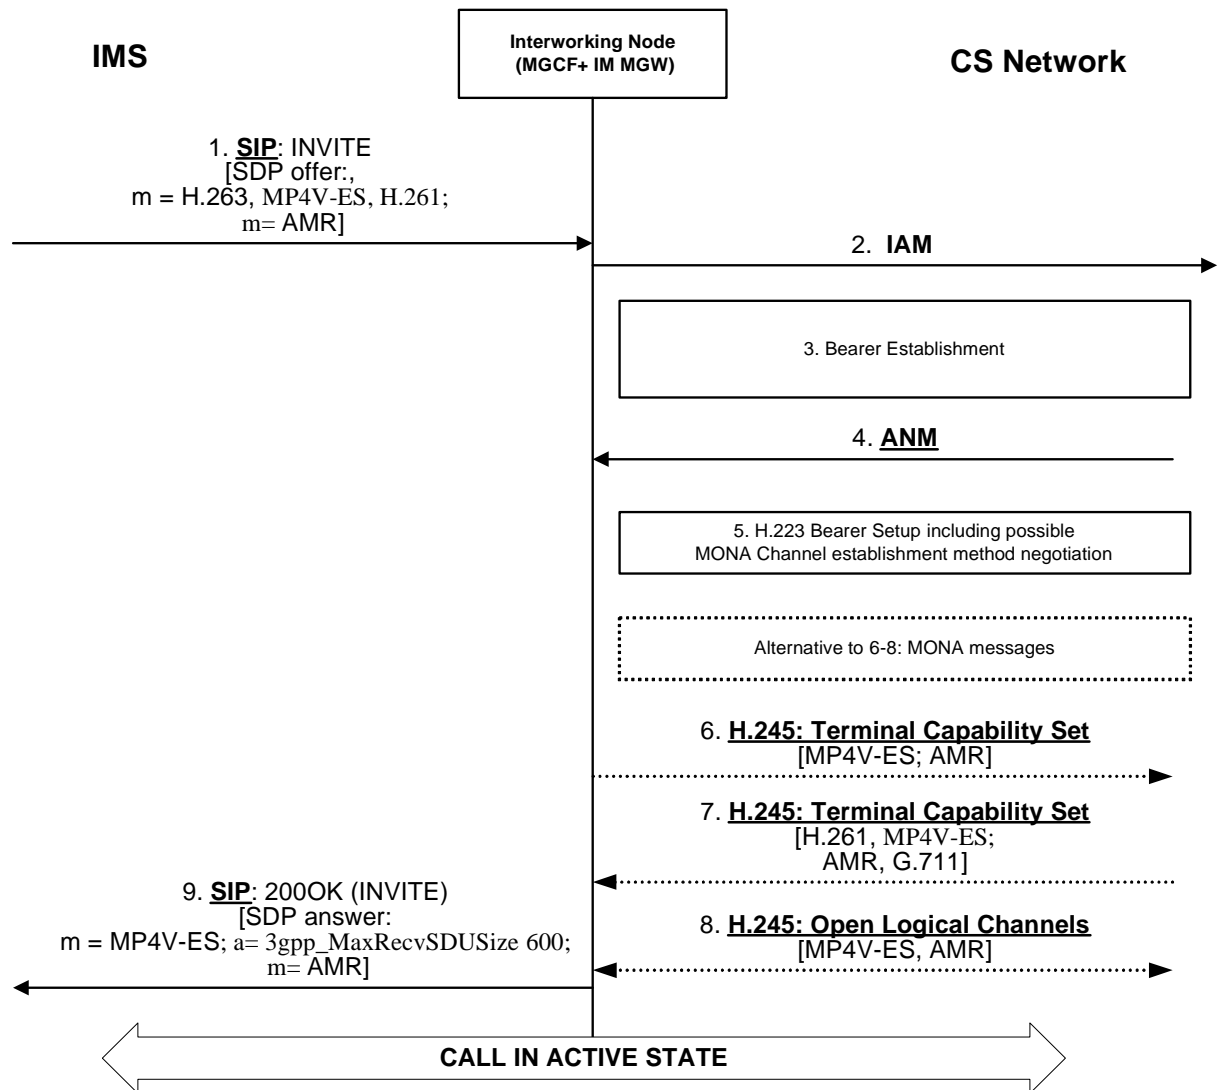 IMS
Interworking Node
(MGCF+ IM MGW)
CS Network
1. SIP: INVITE
[SDP offer:,
m = H.263, MP4V-ES, H.261;
m= AMR]
2. IAM
3. Bearer Establishment
4. ANM
5. H.223 Bearer Setup including possible
MONA Channel establishment method negotiation
Alternative to 6-8: MONA messages
6. H.245: Terminal Capability Set
[MP4V-ES; AMR]
7. H.245: Terminal Capability Set
[H.261, MP4V-ES;
AMR, G.711]
9. SIP: 200OK (INVITE)
[SDP answer:
m = MP4V-ES; a= 3gpp_MaxRecvSDUSize 600;
m= AMR]
8. H.245: Open Logical Channels
[MP4V-ES, AMR]
CALL IN ACTIVE STATE